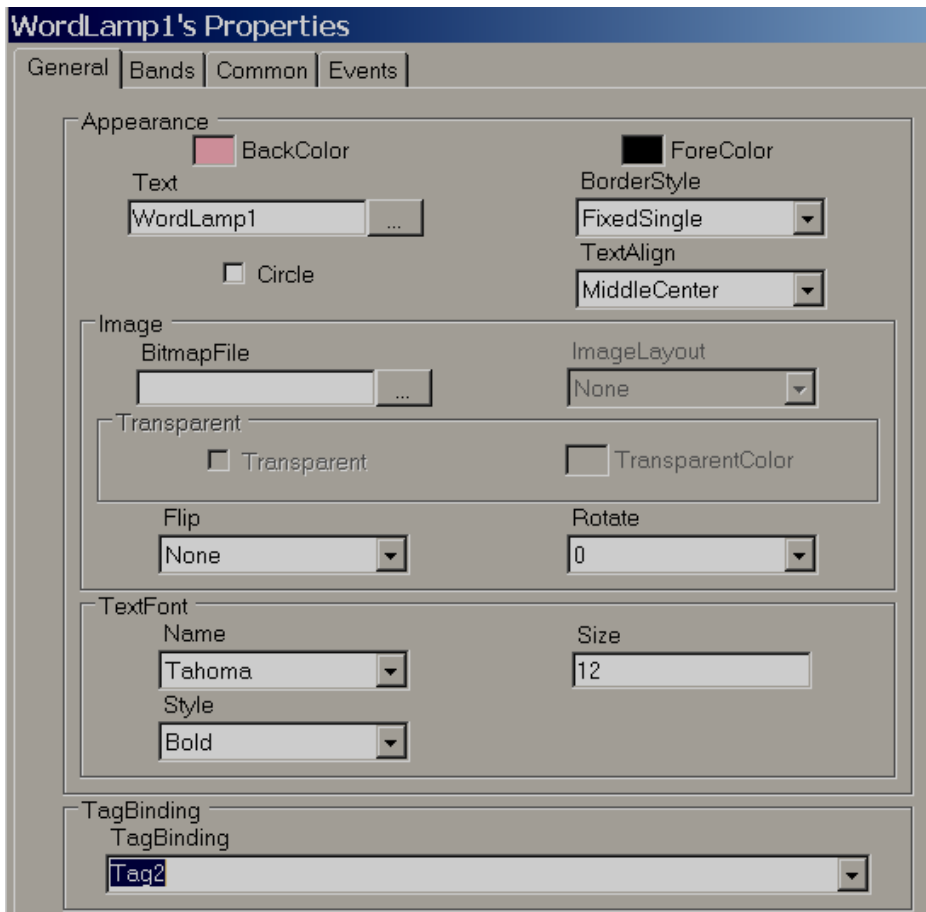 WordLamp1's Properties
General Bands Common Events
Appearance
BackColor ForeColor
Text BorderStyle
WordLamp1 ... FixedSingle
TextAlign
Circle MiddleCenter
Image
BitmapFile ImageLayout
... None
Transparent
Transparent TransparentColor
Flip Rotate
None 0
TextFont
Name Size
Tahoma 12
Style
Bold
TagBinding
TagBinding
Tag2